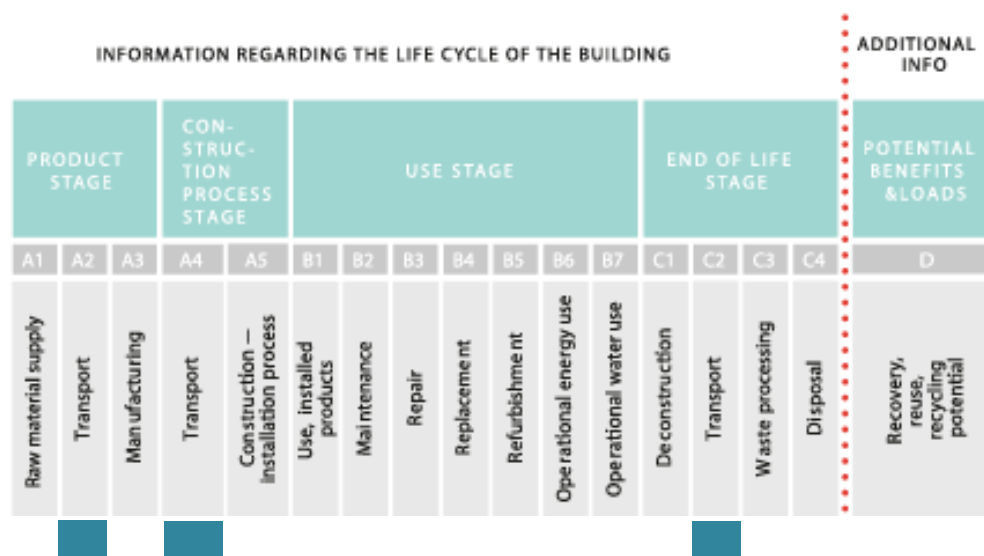 INFORMATION REGARDING THE LIFE CYCLE OF THE BUILDING
ADDITIONAL
INFO
PRODUCT
STAGE
CON-
STRUC-
TION
PROCESS
STAGE
USE STAGE
END OF LIFE
STAGE
POTENTIAL
BENEFITS
&LOADS
A1
A2
A3
A4
A5
B1
B2
B3
B4
B5
B6
B7
C1
C2
C3
C4
D
Raw material supply
Transport
Manufacturing
Transport
Construction —
installation process
Use, installed
products
Maintenance
Repair
Replacement
Refurbishment
Operational energy use
Operational water use
Deconstruction
Transport
Waste processing
Disposal
Recovery,
reuse,
recycling
potential